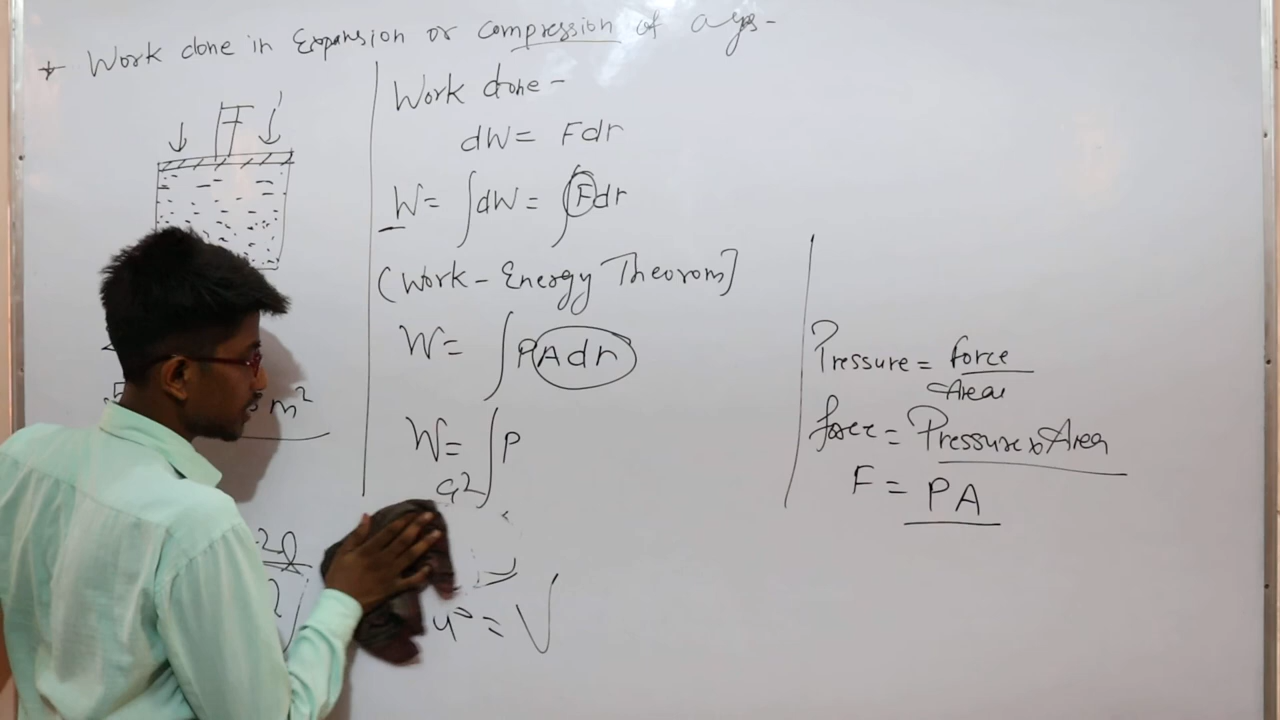 * Work done in Expansion or compression of a gas-
F
Work done -
dW = Fdr
W = ∫dW = ∫Fdr
(Work - Energy Theorom]
W = ∫PAdr
W = ∫P
m²
= V
Pressure = force
Area
force = Pressure x Area
F = PA